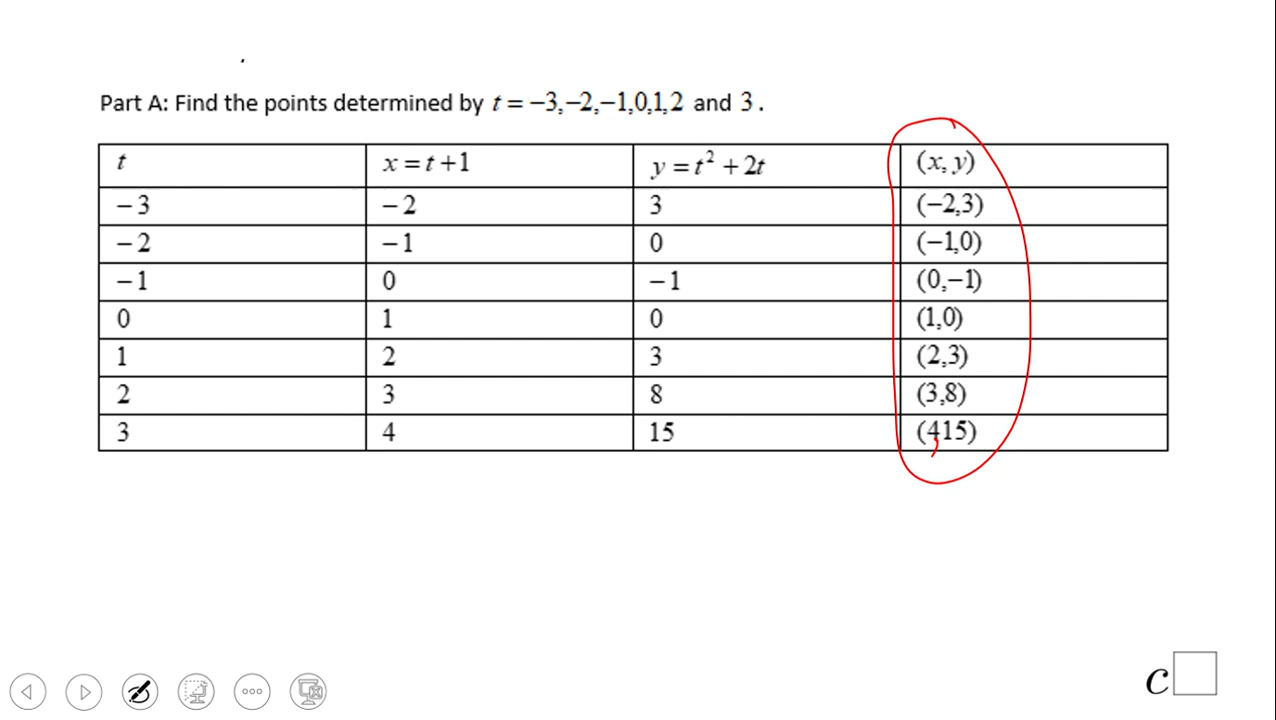 Part A: Find the points determined by t = −3,−2,−1,0,1,2 and 3.
t x = t+1 y = t² + 2t (x, y)
−3 −2 3 (−2,3)
−2 −1 0 (−1,0)
−1 0 −1 (0,−1)
0 1 0 (1,0)
1 2 3 (2,3)
2 3 8 (3,8)
3 4 15 (4,15)
c